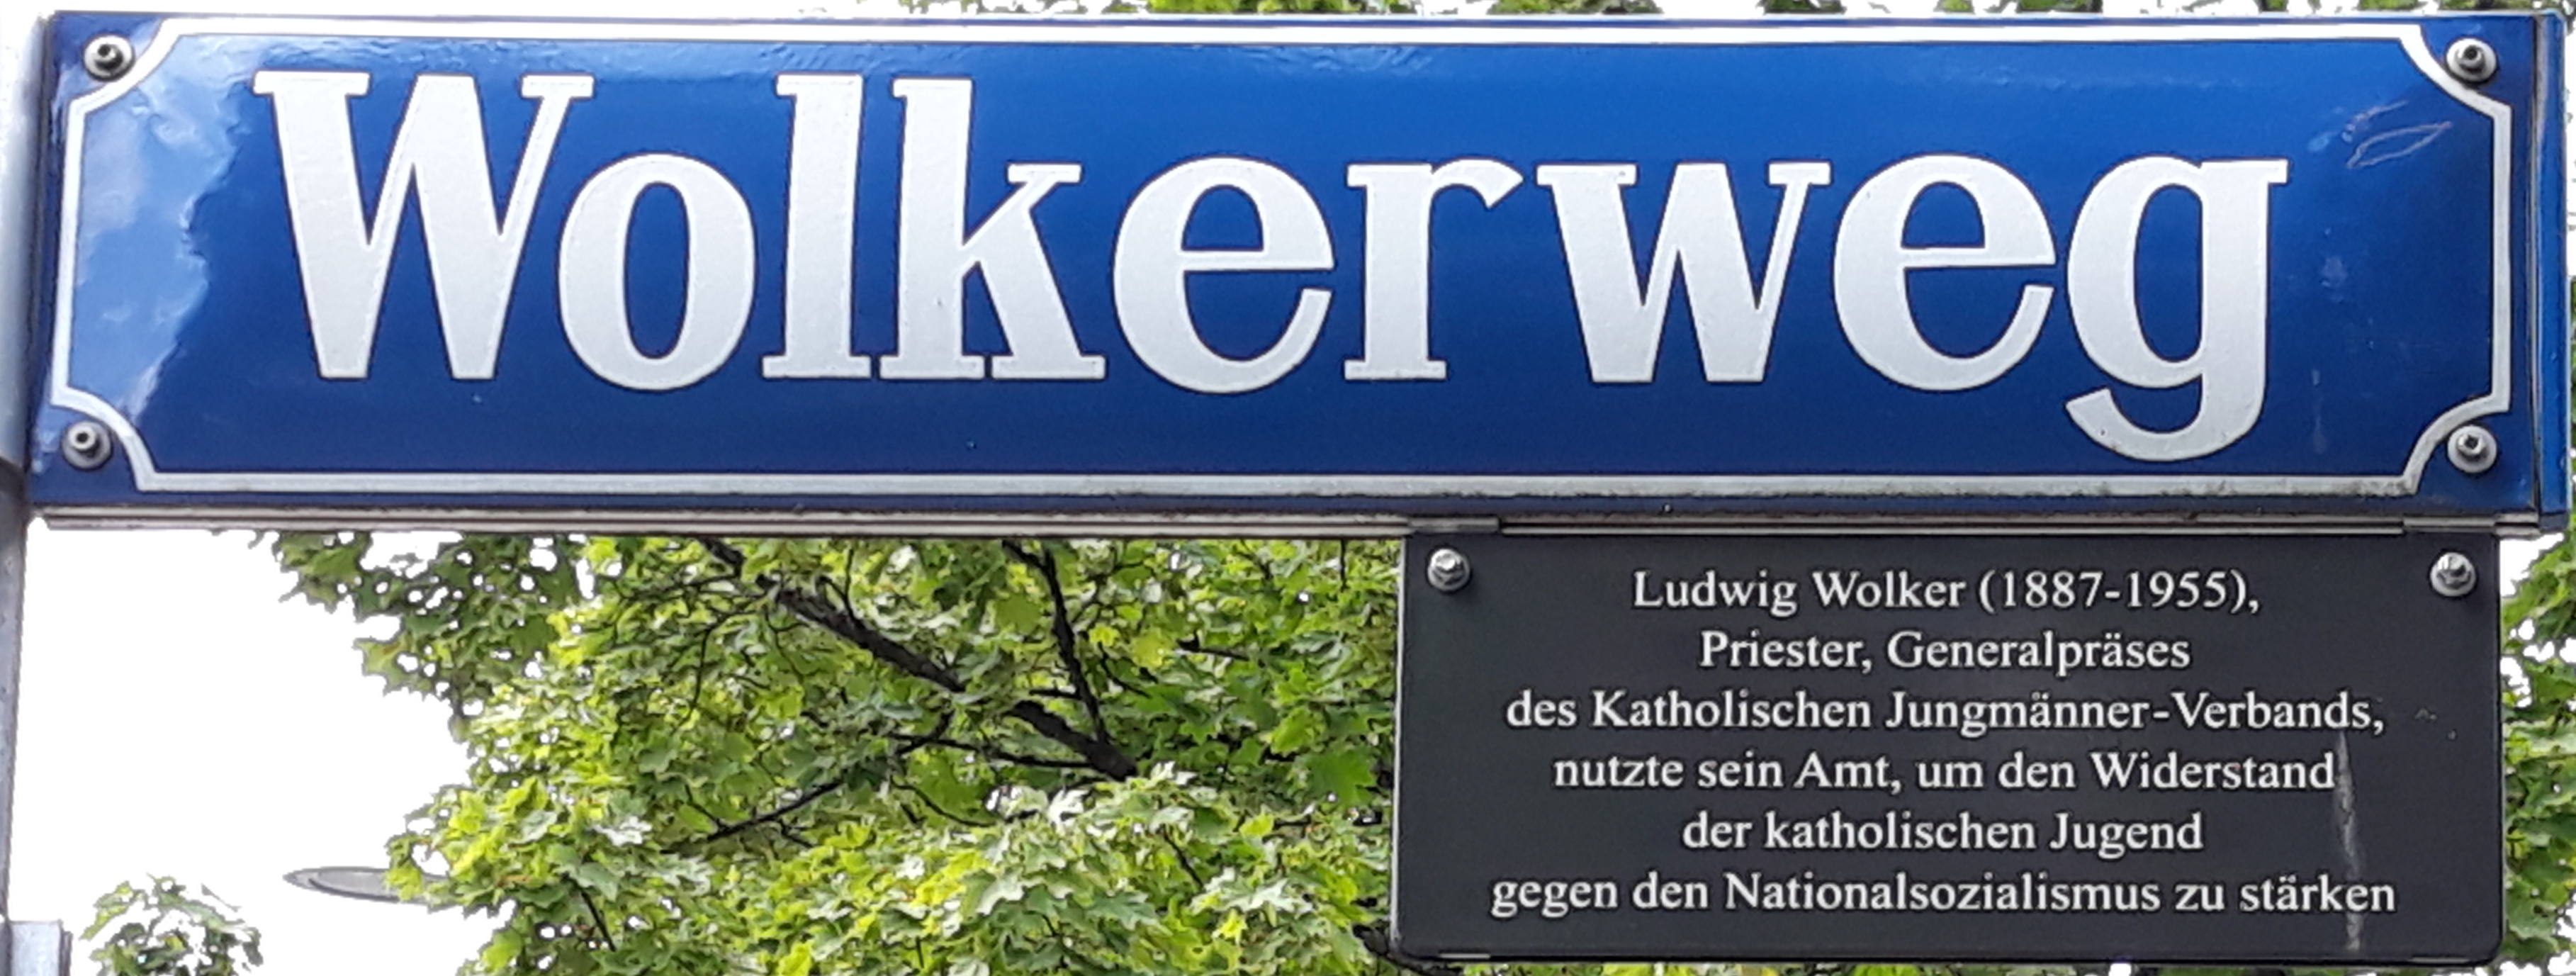 Wolkerweg
Ludwig Wolker (1887-1955),
Priester, Generalpräses
des Katholischen Jungmänner-Verbands,
nutzte sein Amt, um den Widerstand
der katholischen Jugend
gegen den Nationalsozialismus zu stärken